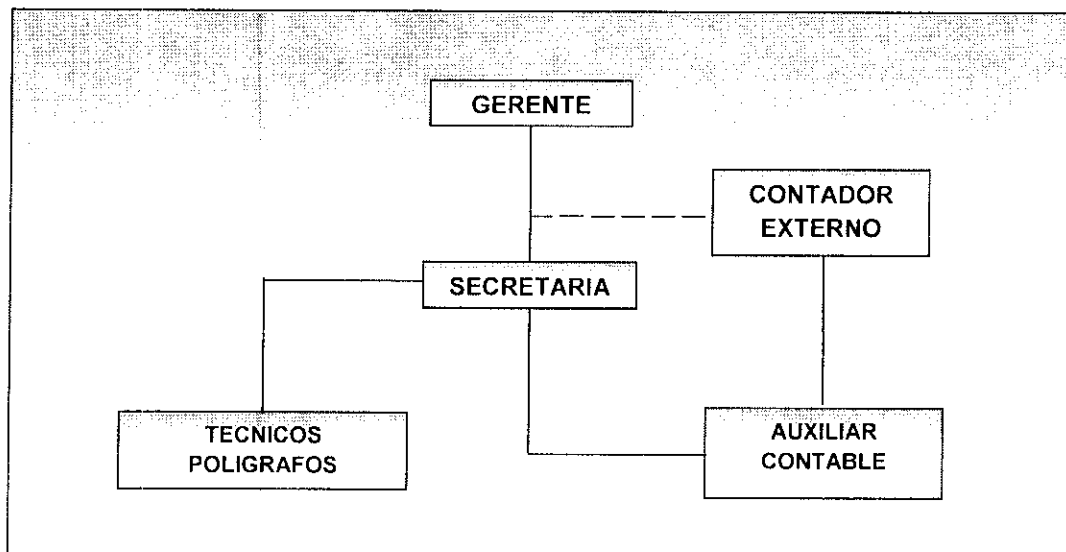 GERENTE
CONTADOR
EXTERNO
SECRETARIA
TECNICOS
POLIGRAFOS
AUXILIAR
CONTABLE